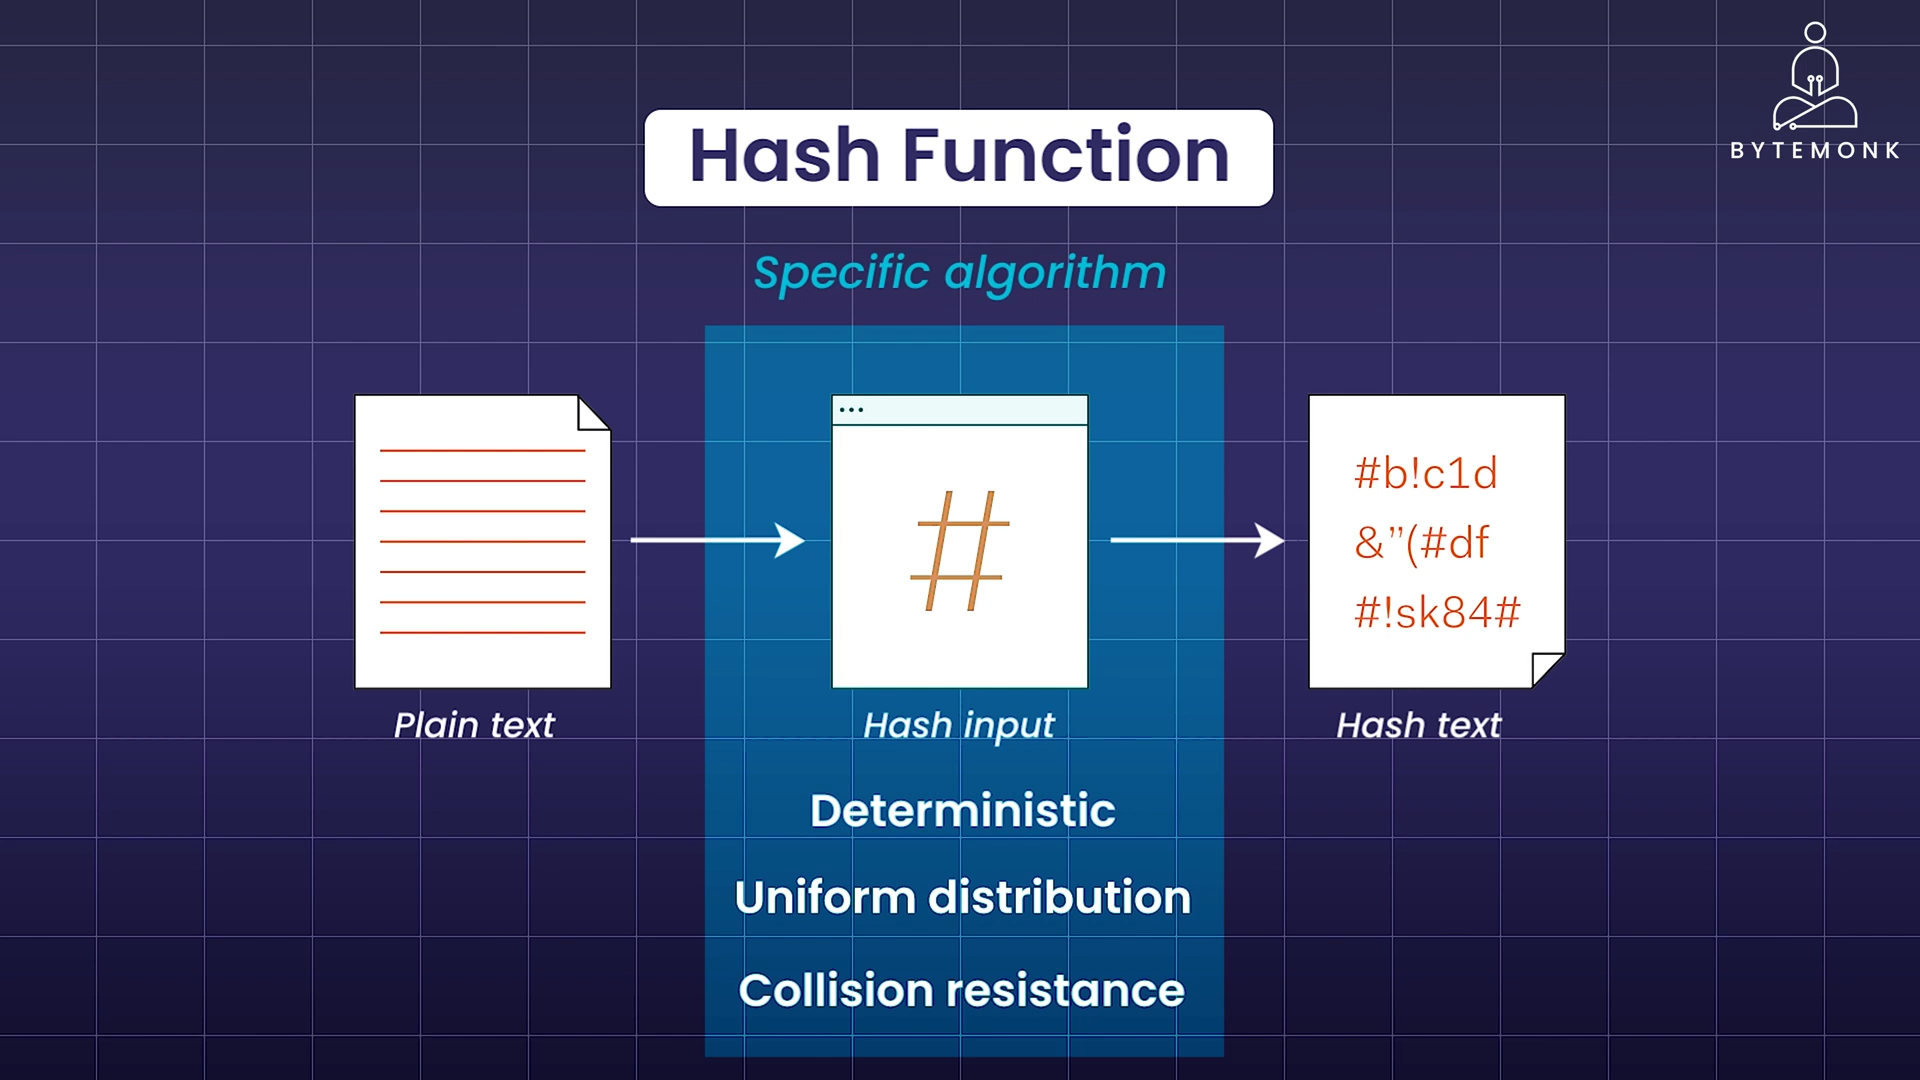 BYTEMONK
Hash Function
Specific algorithm
#
#b!c1d
&”(#df
#!sk84#
Plain text
Hash input
Hash text
Deterministic
Uniform distribution
Collision resistance